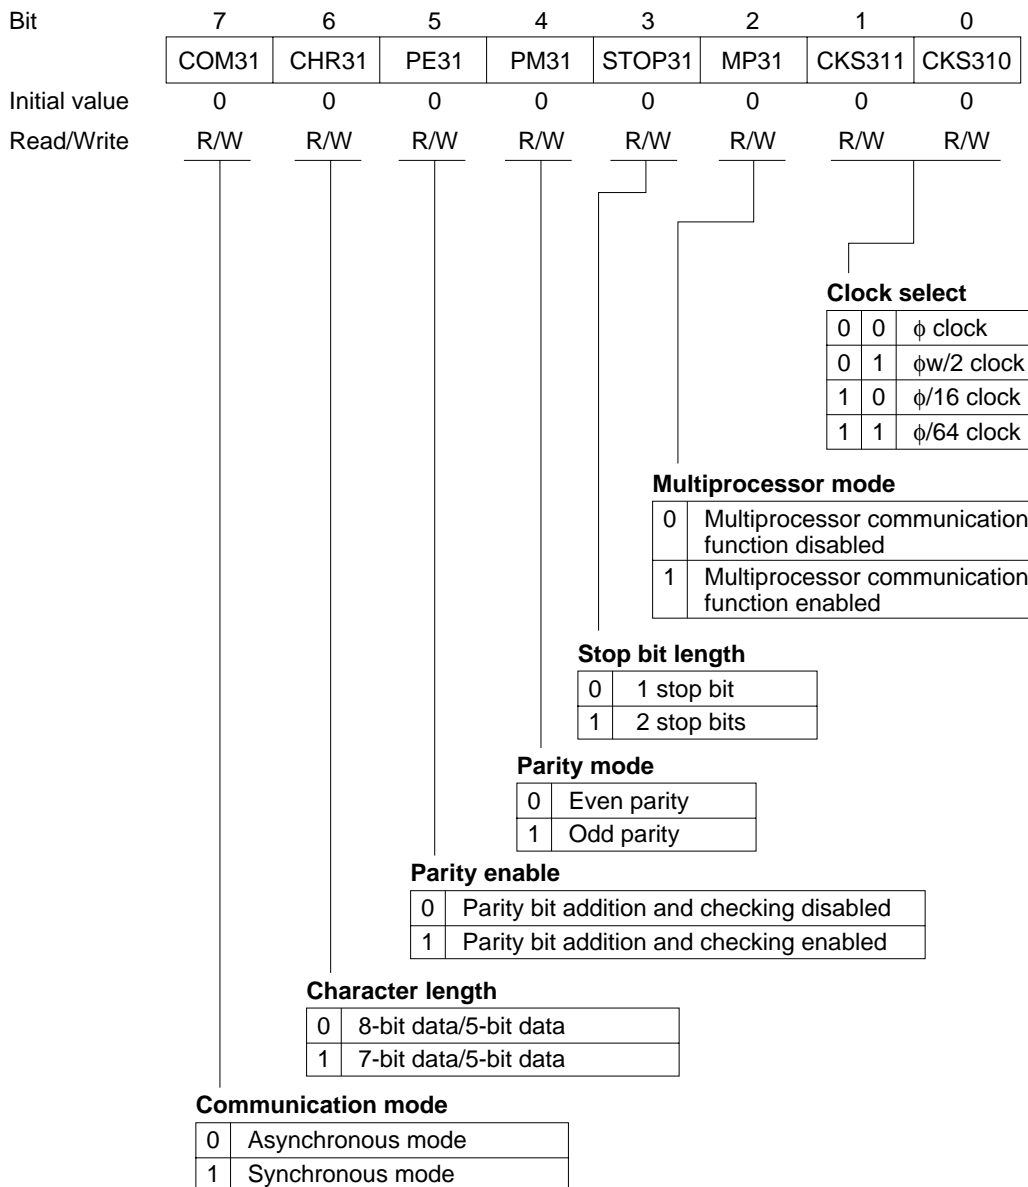 Bit 7 6 5 4 3 2 1 0
COM31 CHR31 PE31 PM31 STOP31 MP31 CKS311 CKS310
Initial value 0 0 0 0 0 0 0 0
Read/Write R/W R/W R/W R/W R/W R/W R/W R/W
Clock select
0 0 ϕ clock
0 1 ϕw/2 clock
1 0 ϕ/16 clock
1 1 ϕ/64 clock
Multiprocessor mode
0 Multiprocessor communication
function disabled
1 Multiprocessor communication
function enabled
Stop bit length
0 1 stop bit
1 2 stop bits
Parity mode
0 Even parity
1 Odd parity
Parity enable
0 Parity bit addition and checking disabled
1 Parity bit addition and checking enabled
Character length
0 8-bit data/5-bit data
1 7-bit data/5-bit data
Communication mode
0 Asynchronous mode
1 Synchronous mode